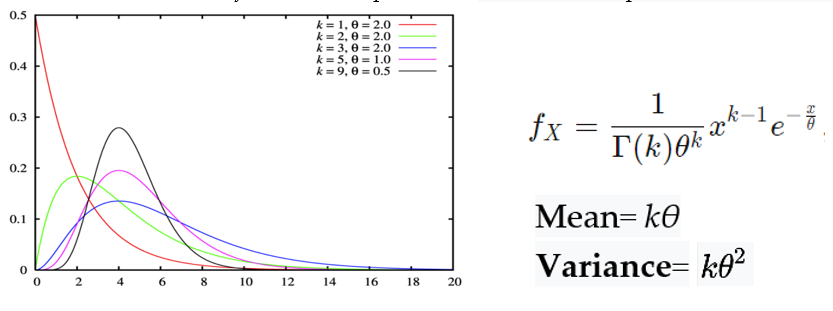 0.5
0.4
0.3
0.2
0.1
0
k = 1, θ = 2.0
k = 2, θ = 2.0
k = 3, θ = 2.0
k = 5, θ = 1.0
k = 9, θ = 0.5
0 2 4 6 8 10 12 14 16 18 20
f_X = \frac{1}{Γ(k)θ^k} x^{k−1} e^{−\frac{x}{θ}},
Mean= kθ
Variance= kθ²